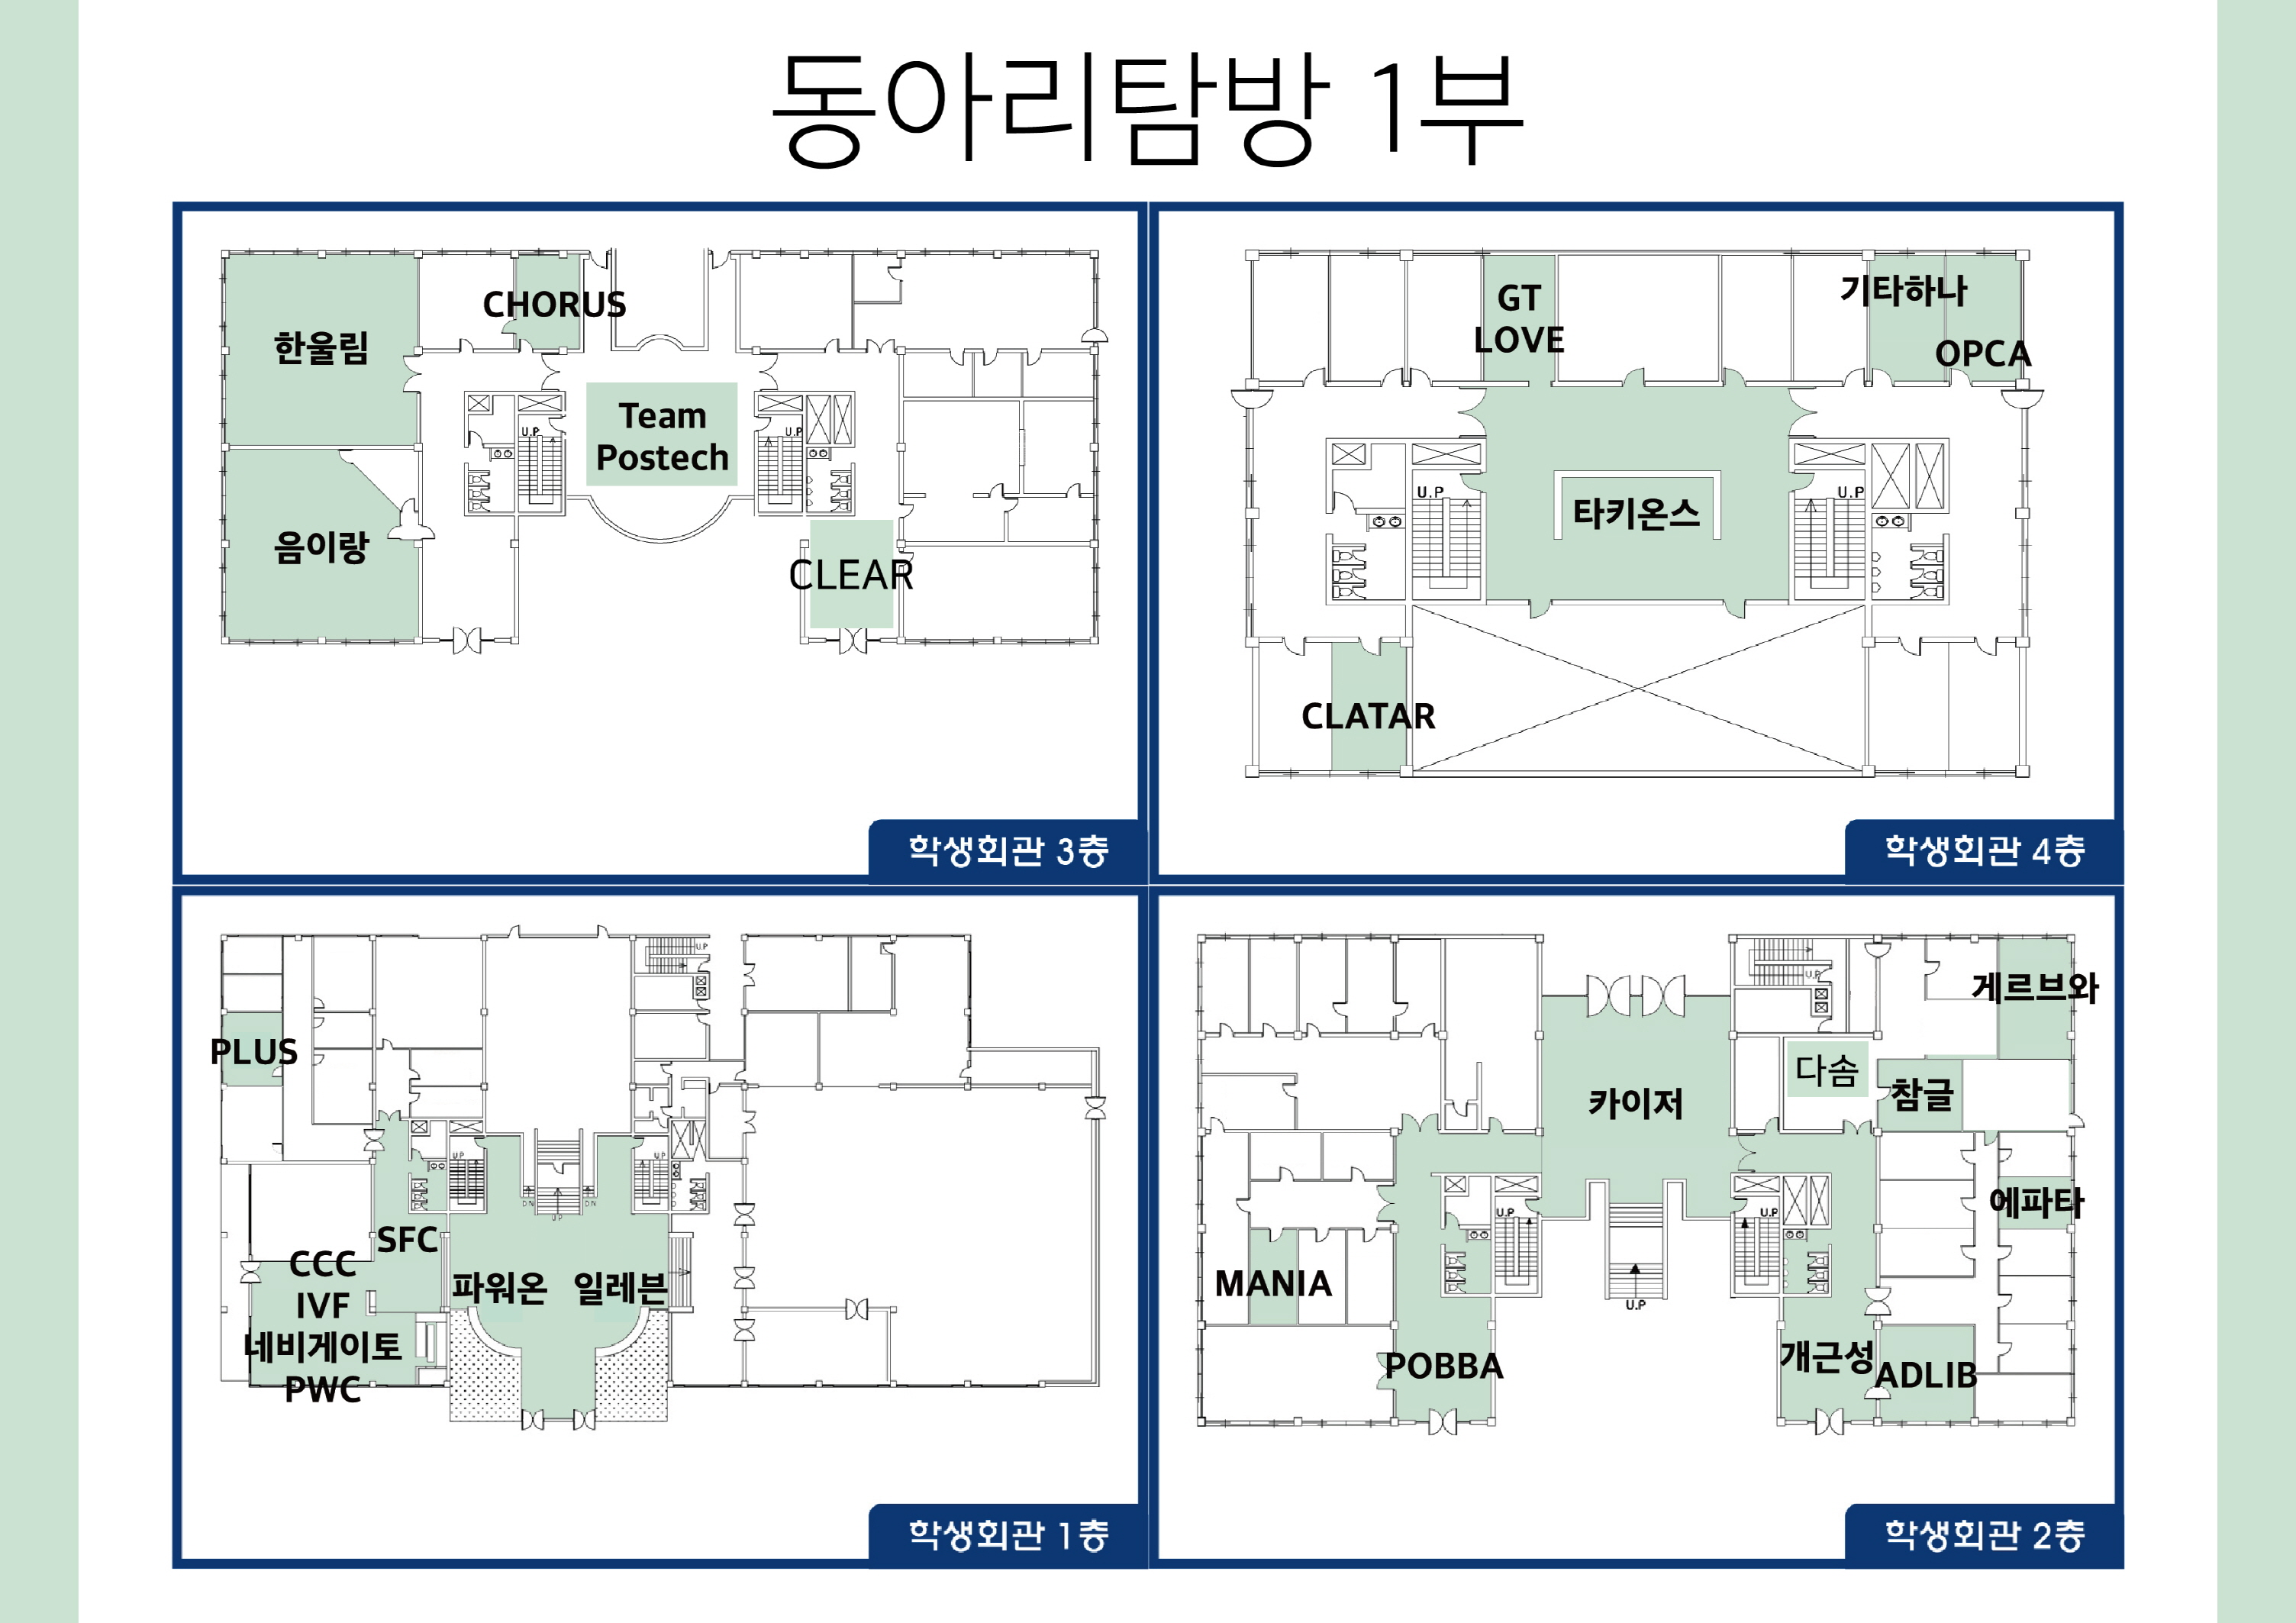 동아리탐방 1부
한울림
CHORUS
음이랑
Team
Postech
U.P
U.P
CLEAR
학생회관 3층
GT
LOVE
기타하나
OPCA
타키온스
U.P
U.P
CLATAR
학생회관 4층
PLUS
U.P
U.P
U.P
DN
DN
UP
SFC
CCC
IVF
네비게이토
PWC
파워온
일레븐
학생회관 1층
게르브와
U.P
다솜
참글
카이저
에파타
U.P
U.P
U.P
MANIA
POBBA
개근성
ADLIB
학생회관 2층